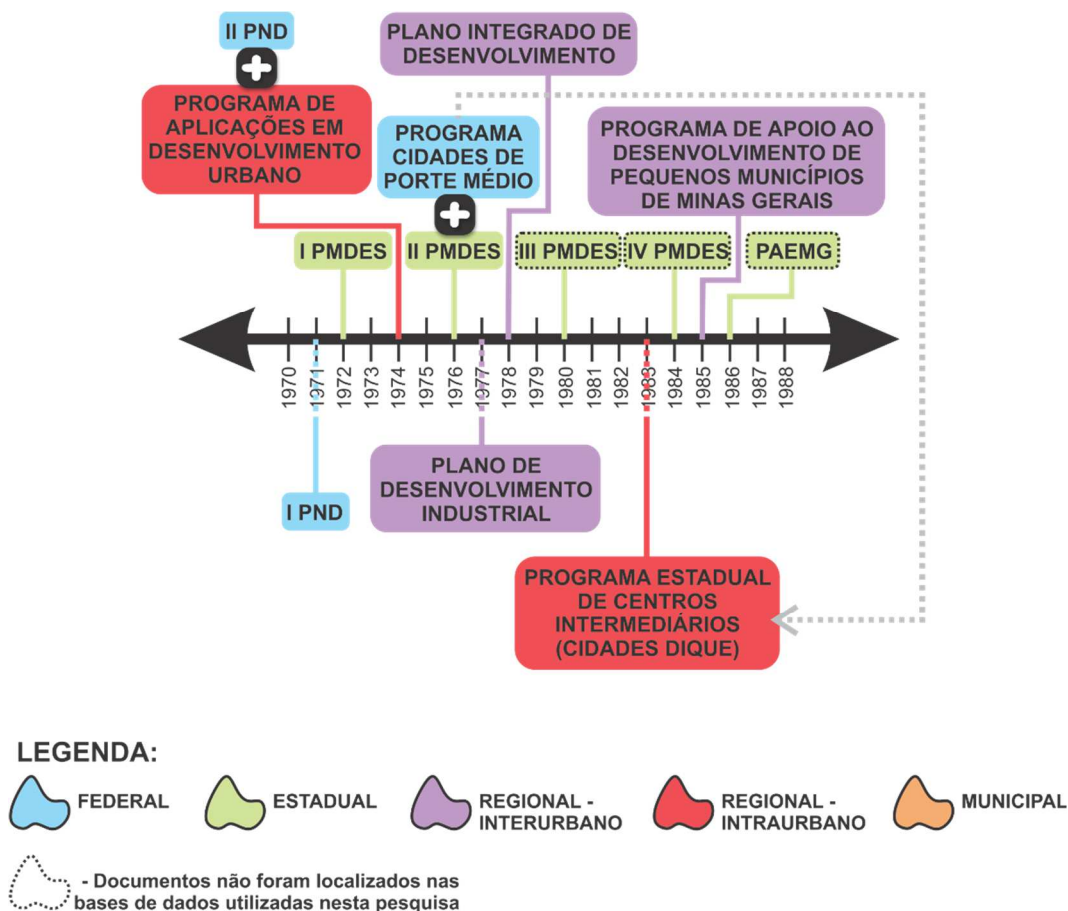 II PND
PROGRAMA DE
APLICAÇÕES EM
DESENVOLVIMENTO
URBANO
PLANO INTEGRADO DE
DESENVOLVIMENTO
PROGRAMA
CIDADES DE
PORTE MÉDIO
PROGRAMA DE APOIO AO
DESENVOLVIMENTO DE
PEQUENOS MUNICÍPIOS
DE MINAS GERAIS
I PMDES
II PMDES
III PMDES
IV PMDES
PAEMG
1970
1971
1972
1973
1974
1975
1976
1977
1978
1979
1980
1981
1982
1983
1984
1985
1986
1987
1988
I PND
PLANO DE
DESENVOLVIMENTO
INDUSTRIAL
PROGRAMA ESTADUAL
DE CENTROS
INTERMEDIÁRIOS
(CIDADES DIQUE)
LEGENDA:
FEDERAL
ESTADUAL
REGIONAL -
INTERURBANO
REGIONAL -
INTRAURBANO
MUNICIPAL
- Documentos não foram localizados nas
bases de dados utilizadas nesta pesquisa